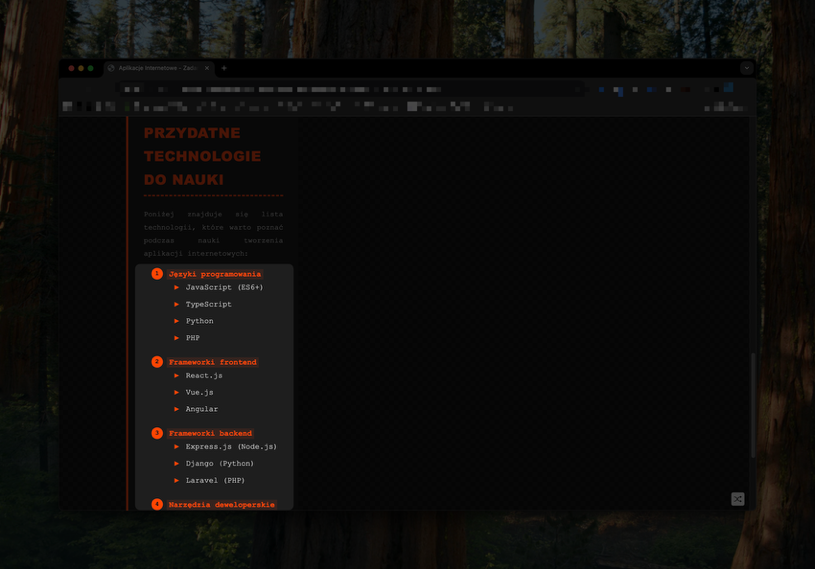 Aplikacje Internetowe - Zad
PRZYDATNE
TECHNOLOGIE
DO NAUKI
Poniżej znajduje się lista
technologii, które warto poznać
podczas nauki tworzenia
aplikacji internetowych:
1 Języki programowania
► JavaScript (ES6+)
► TypeScript
► Python
► PHP
2 Frameworki frontend
► React.js
► Vue.js
► Angular
3 Frameworki backend
► Express.js (Node.js)
► Django (Python)
► Laravel (PHP)
4 Narzędzia deweloperskie